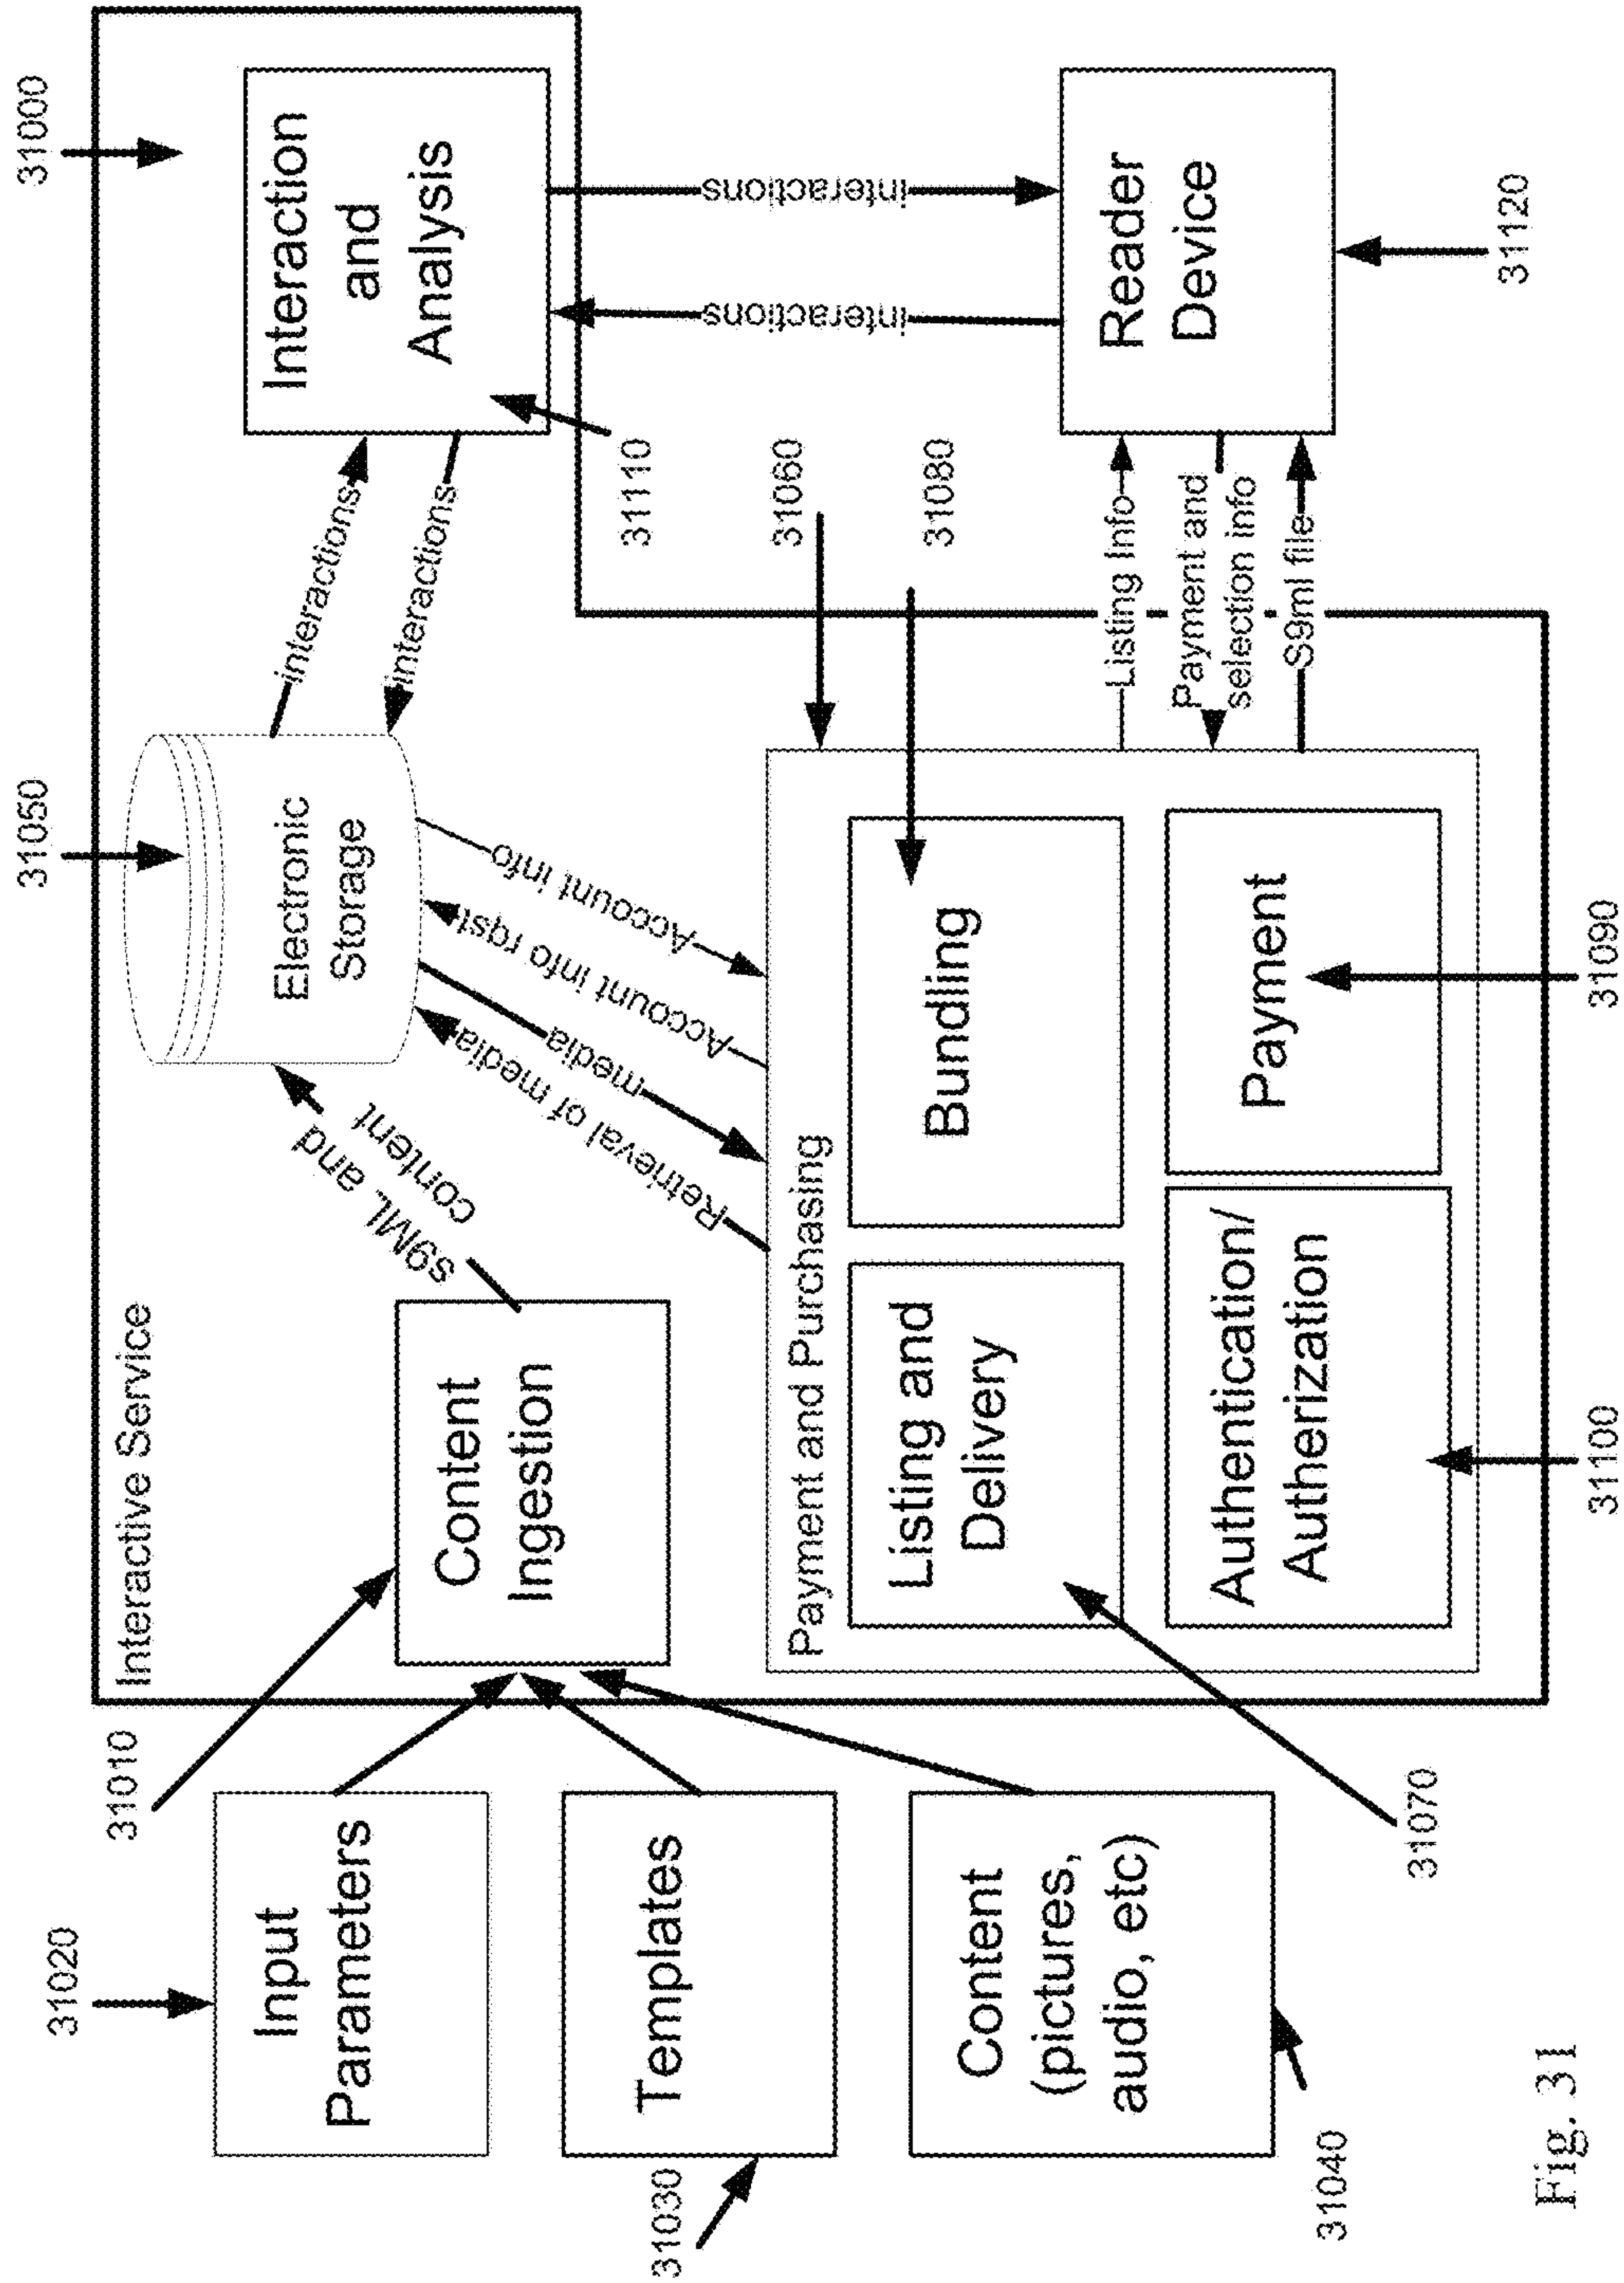 31000
31050
31010
31020
Interactive Service
Interaction
and
Analysis
31110
interactions
interactions
Electronic
Storage
s9ML and
content
Content
Ingestion
Input
Parameters
Templates
31030
Content
(pictures,
audio, etc)
31040
Retrieval of media
media
Account info rqst
Account info
31060
31080
Payment and Purchasing
Listing and
Delivery
31070
Bundling
Authentication/
Autherization
31100
Payment
31090
Listing Info
Payment and
selection info
S9ml file
interactions
interactions
Reader
Device
31120
Fig. 31